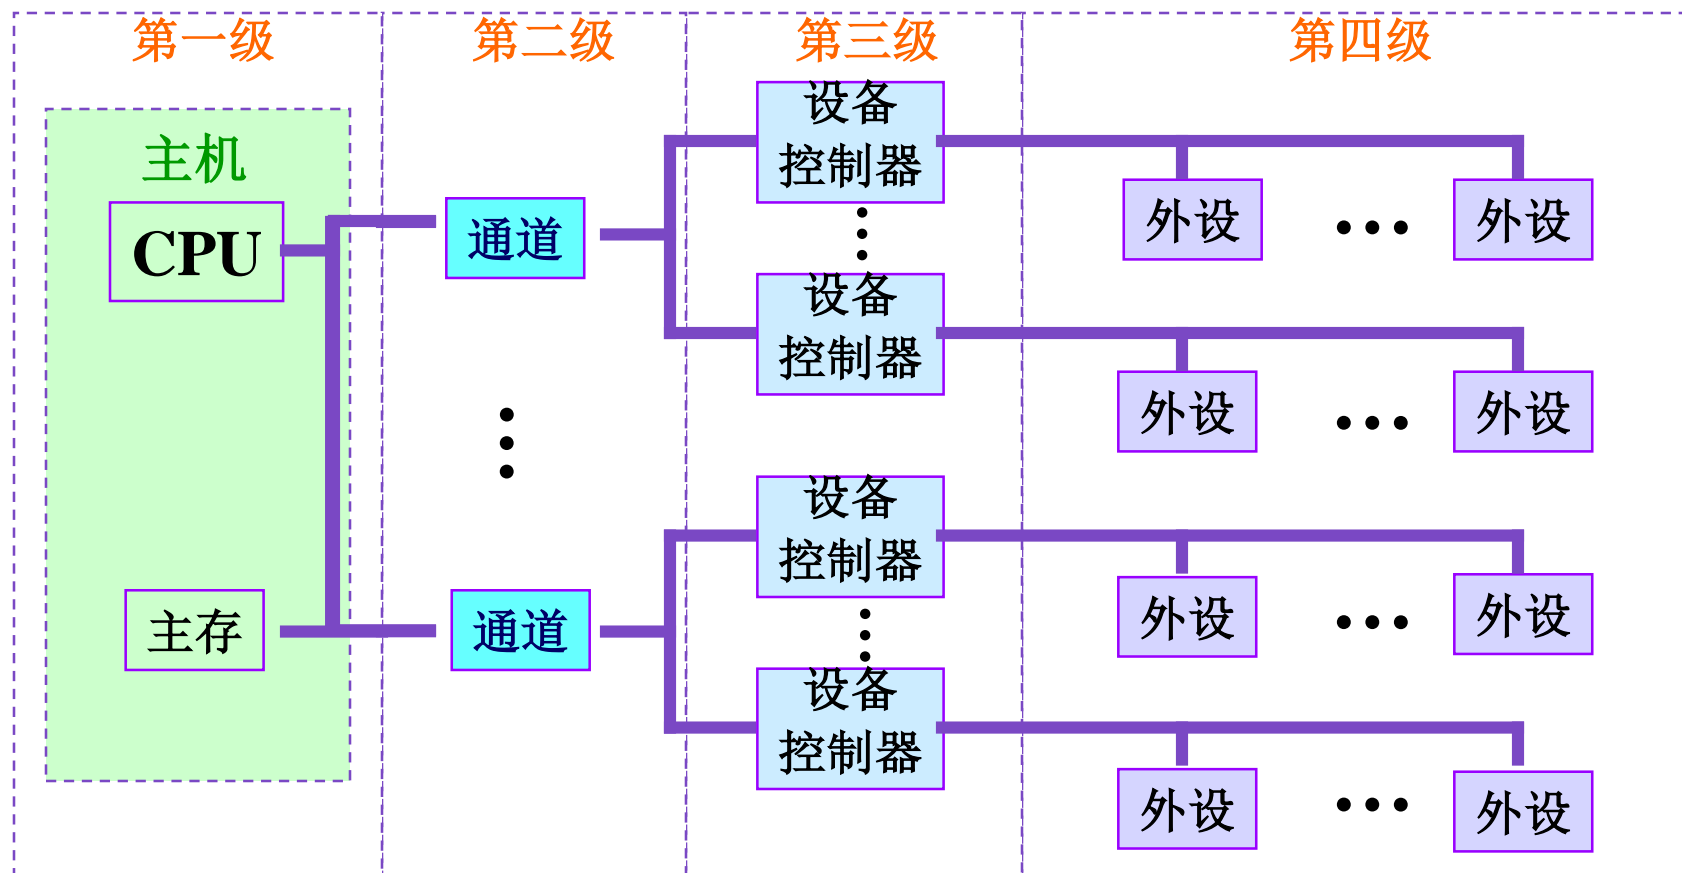 第一级
第二级
第三级
第四级
主机
CPU
主存
通道
通道
设备
控制器
设备
控制器
设备
控制器
设备
控制器
外设
外设
外设
外设
外设
外设
外设
外设